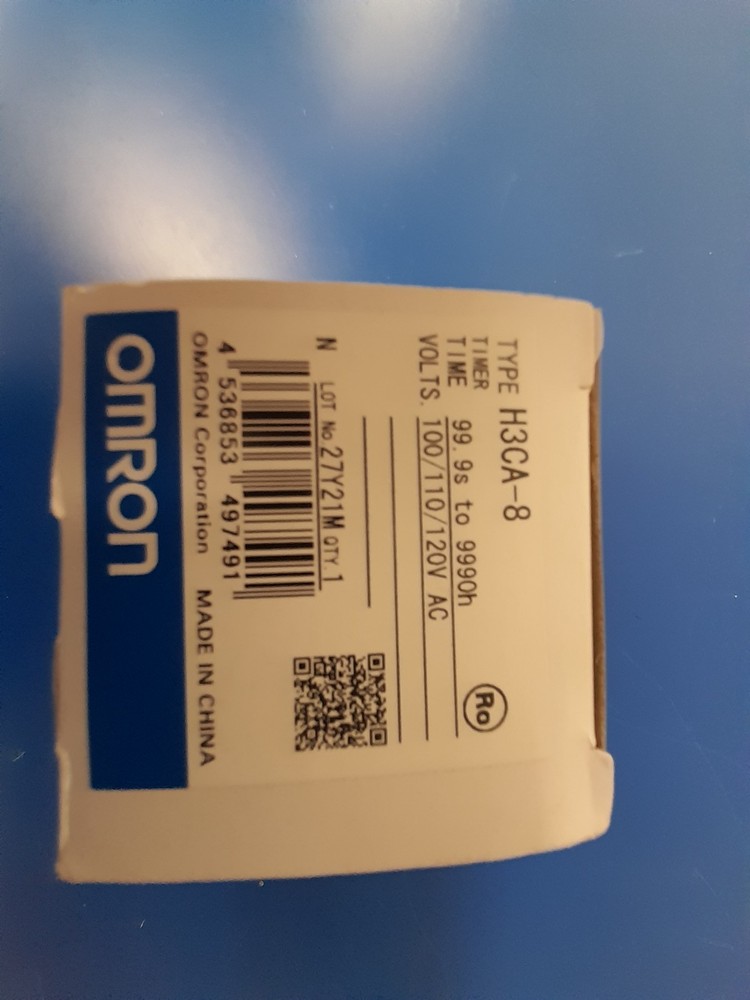 TYPE H3CA-8
TIMER
TIME 99.9s to 9990h
VOLTS. 100/110/120V AC
Ro
N LOT No. 27Y21M QTY. 1
4 536853 497491
OMRON Corporation MADE IN CHINA
OMRON